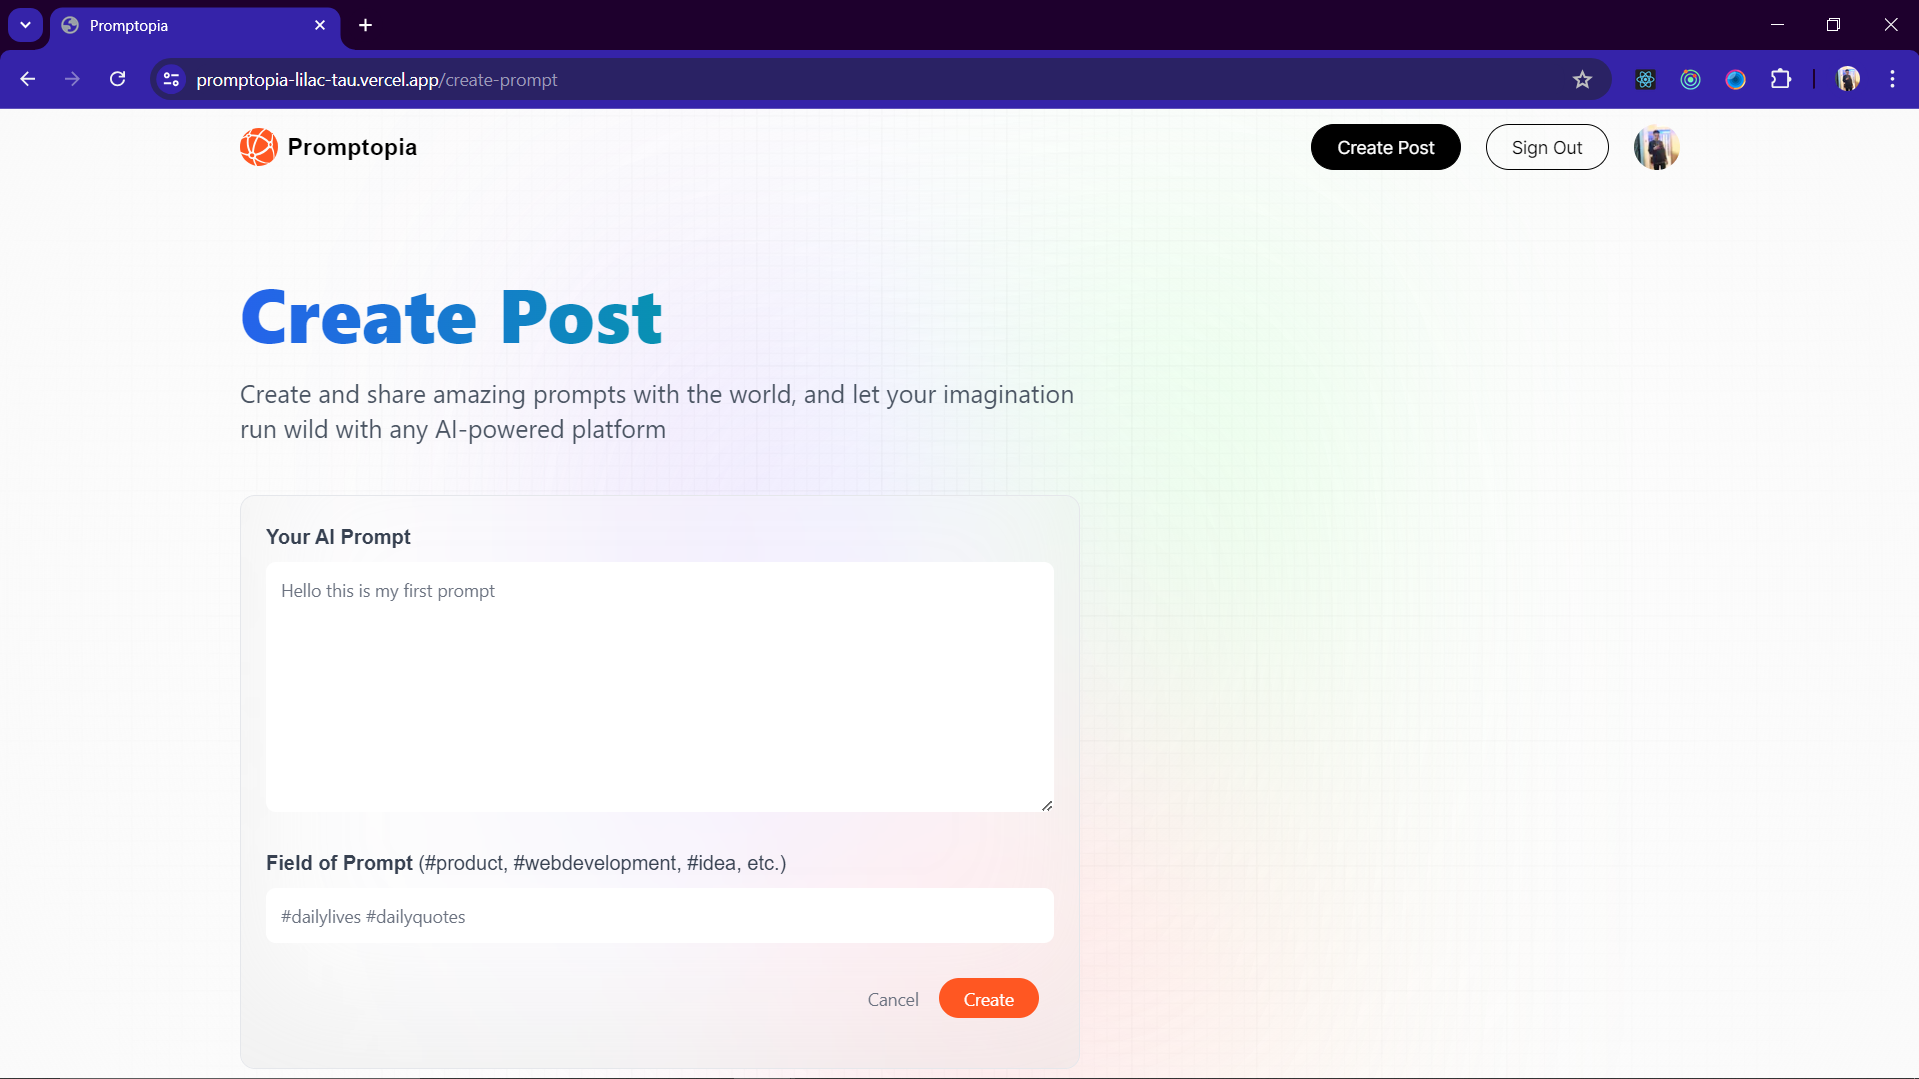 Promptopia
promptopia-lilac-tau.vercel.app/create-prompt
Promptopia
Create Post
Sign Out
Create Post
Create and share amazing prompts with the world, and let your imagination
run wild with any AI-powered platform
Your AI Prompt
Hello this is my first prompt
Field of Prompt (#product, #webdevelopment, #idea, etc.)
#dailylives #dailyquotes
Cancel
Create